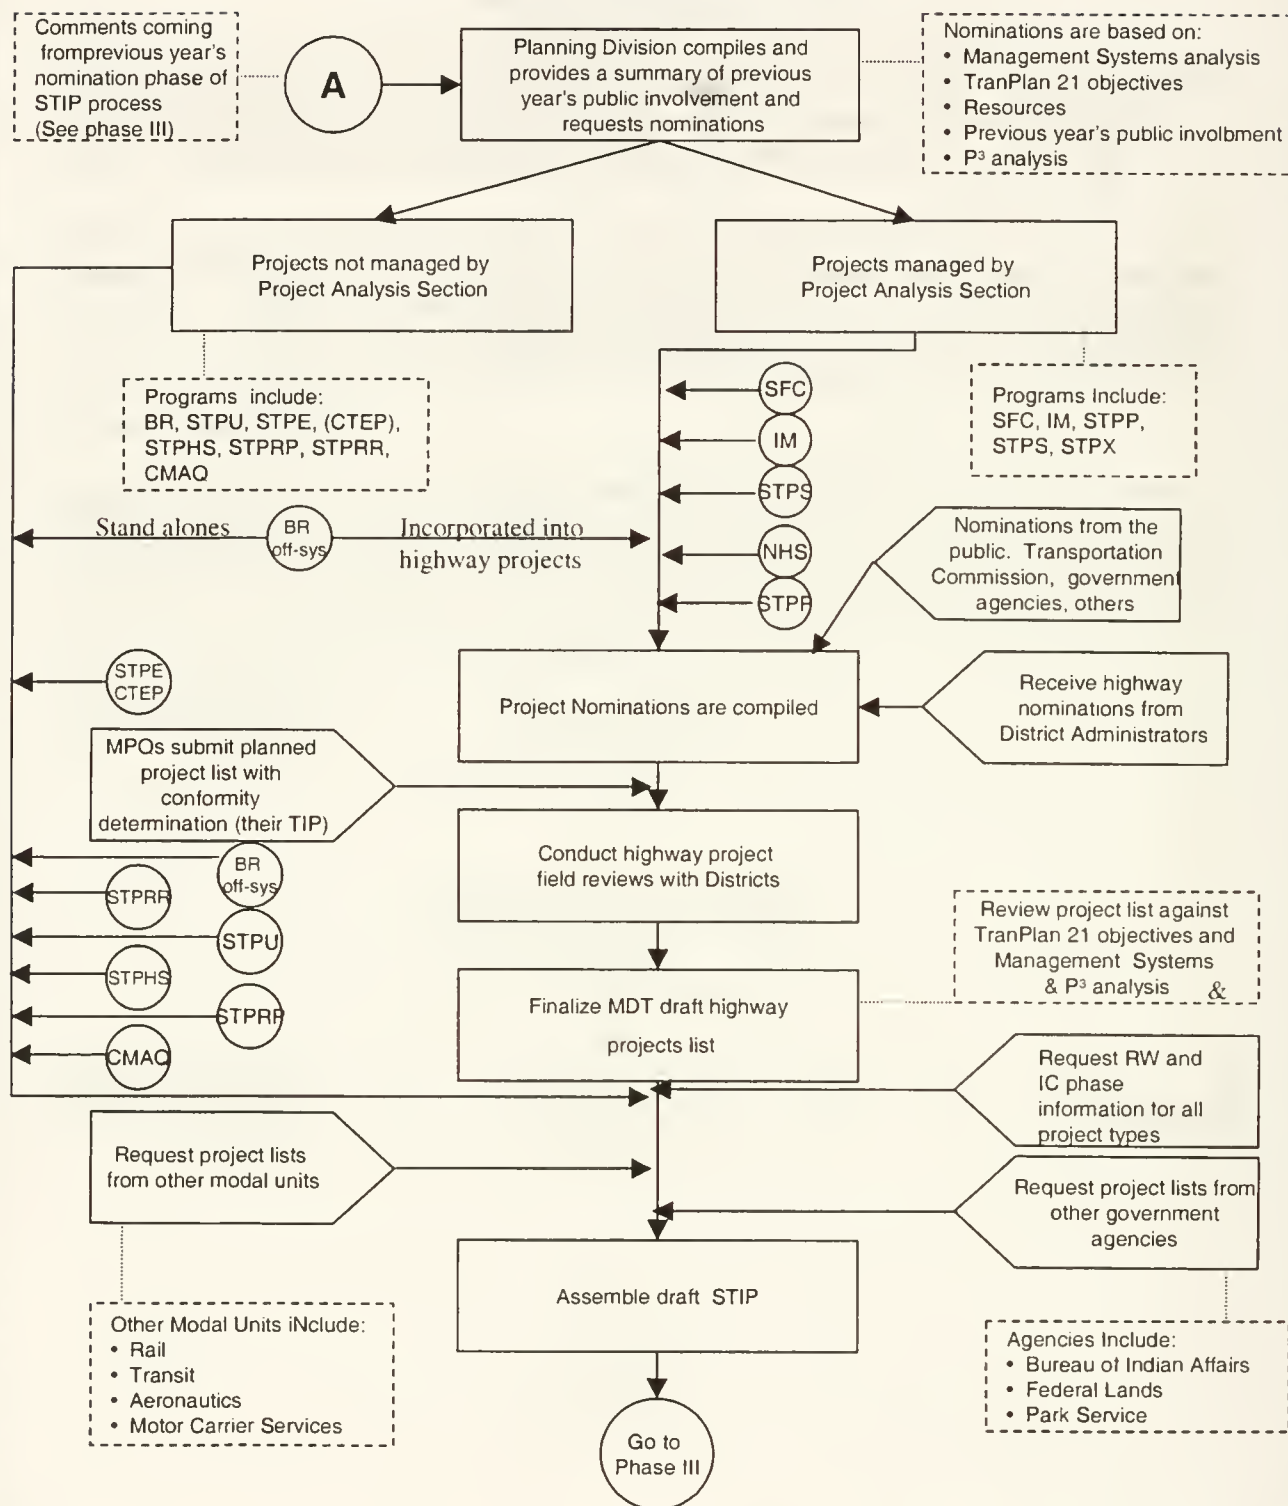 Comments coming
fromprevious year's
nomination phase of
STIP process
(See phase III)
A
Planning Division compiles and
provides a summary of previous
year's public involvement and
requests nominations
Nominations are based on:
• Management Systems analysis
• TranPlan 21 objectives
• Resources
• Previous year's public involbment
• P³ analysis
Projects not managed by
Project Analysis Section
Projects managed by
Project Analysis Section
Programs include:
BR, STPU, STPE, (CTEP),
STPHS, STPRP, STPRR,
CMAQ
SFC
IM
STPS
NHS
STPP
Programs Include:
SFC, IM, STPP,
STPS, STPX
Stand alones
BR
off-sys
Incorporated into
highway projects
Nominations from the
public. Transportation
Commission, government
agencies, others
STPE
CTEP
Project Nominations are compiled
Receive highway
nominations from
District Administrators
MPOs submit planned
project list with
conformity
determination (their TIP)
BR
off-sys
STPRR
STPU
STPHS
STPRP
CMAQ
Conduct highway project
field reviews with Districts
Review project list against
TranPlan 21 objectives and
Management Systems
& P³ analysis &
Finalize MDT draft highway
projects list
Request RW and
IC phase
information for all
project types
Request project lists
from other modal units
Request project lists from
other government
agencies
Assemble draft STIP
Other Modal Units iNclude:
• Rail
• Transit
• Aeronautics
• Motor Carrier Services
Agencies Include:
• Bureau of Indian Affairs
• Federal Lands
• Park Service
Go to
Phase III